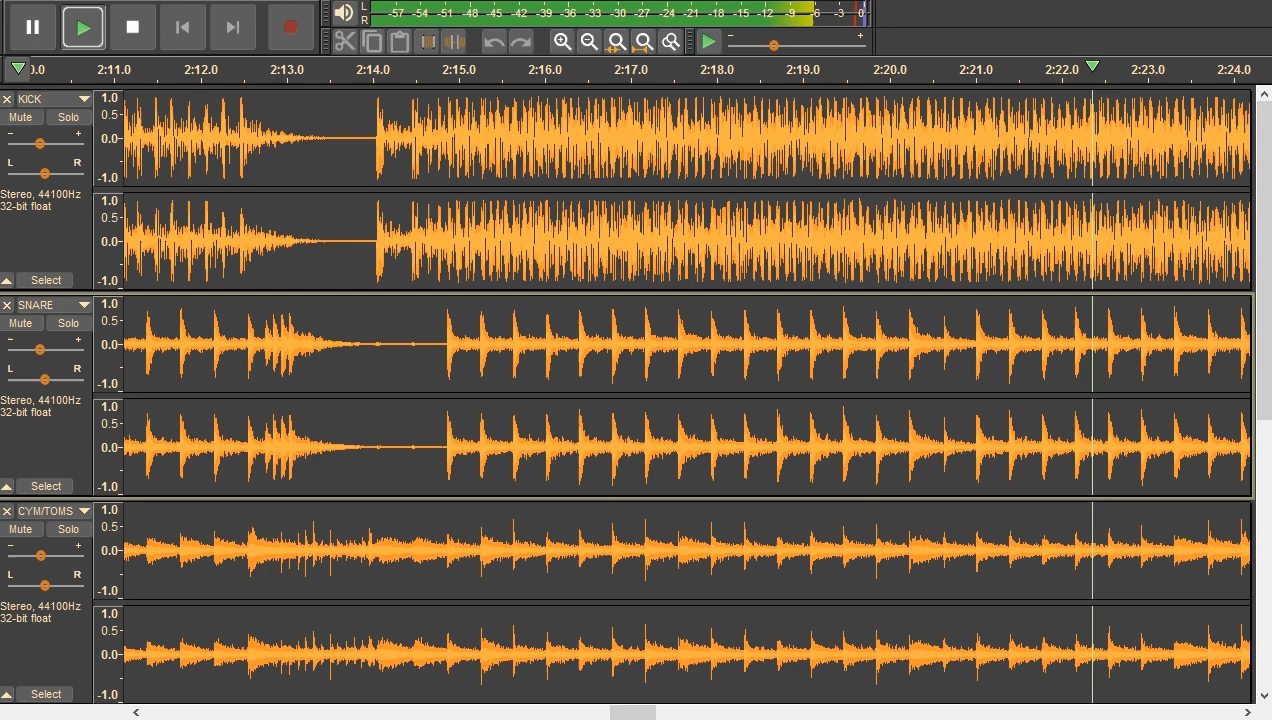 L
R
-57 -54 -51 -48 -45 -42 -39 -36 -33 -30 -27 -24 -21 -18 -15 -12 -9 -6 -3 0
- +
0.0 2:11.0 2:12.0 2:13.0 2:14.0 2:15.0 2:16.0 2:17.0 2:18.0 2:19.0 2:20.0 2:21.0 2:22.0 2:23.0 2:24.0
× KICK
Mute Solo
- +
L R
Stereo, 44100Hz
32-bit float
Select
1.0
0.5
0.0
-1.0
1.0
0.5
0.0
-1.0
× SNARE
Mute Solo
- +
L R
Stereo, 44100Hz
32-bit float
Select
1.0
0.5
0.0
-1.0
1.0
0.5
0.0
-1.0
× CYM/TOMS
Mute Solo
- +
L R
Stereo, 44100Hz
32-bit float
Select
1.0
0.5
0.0
-1.0
1.0
0.5
0.0
-1.0